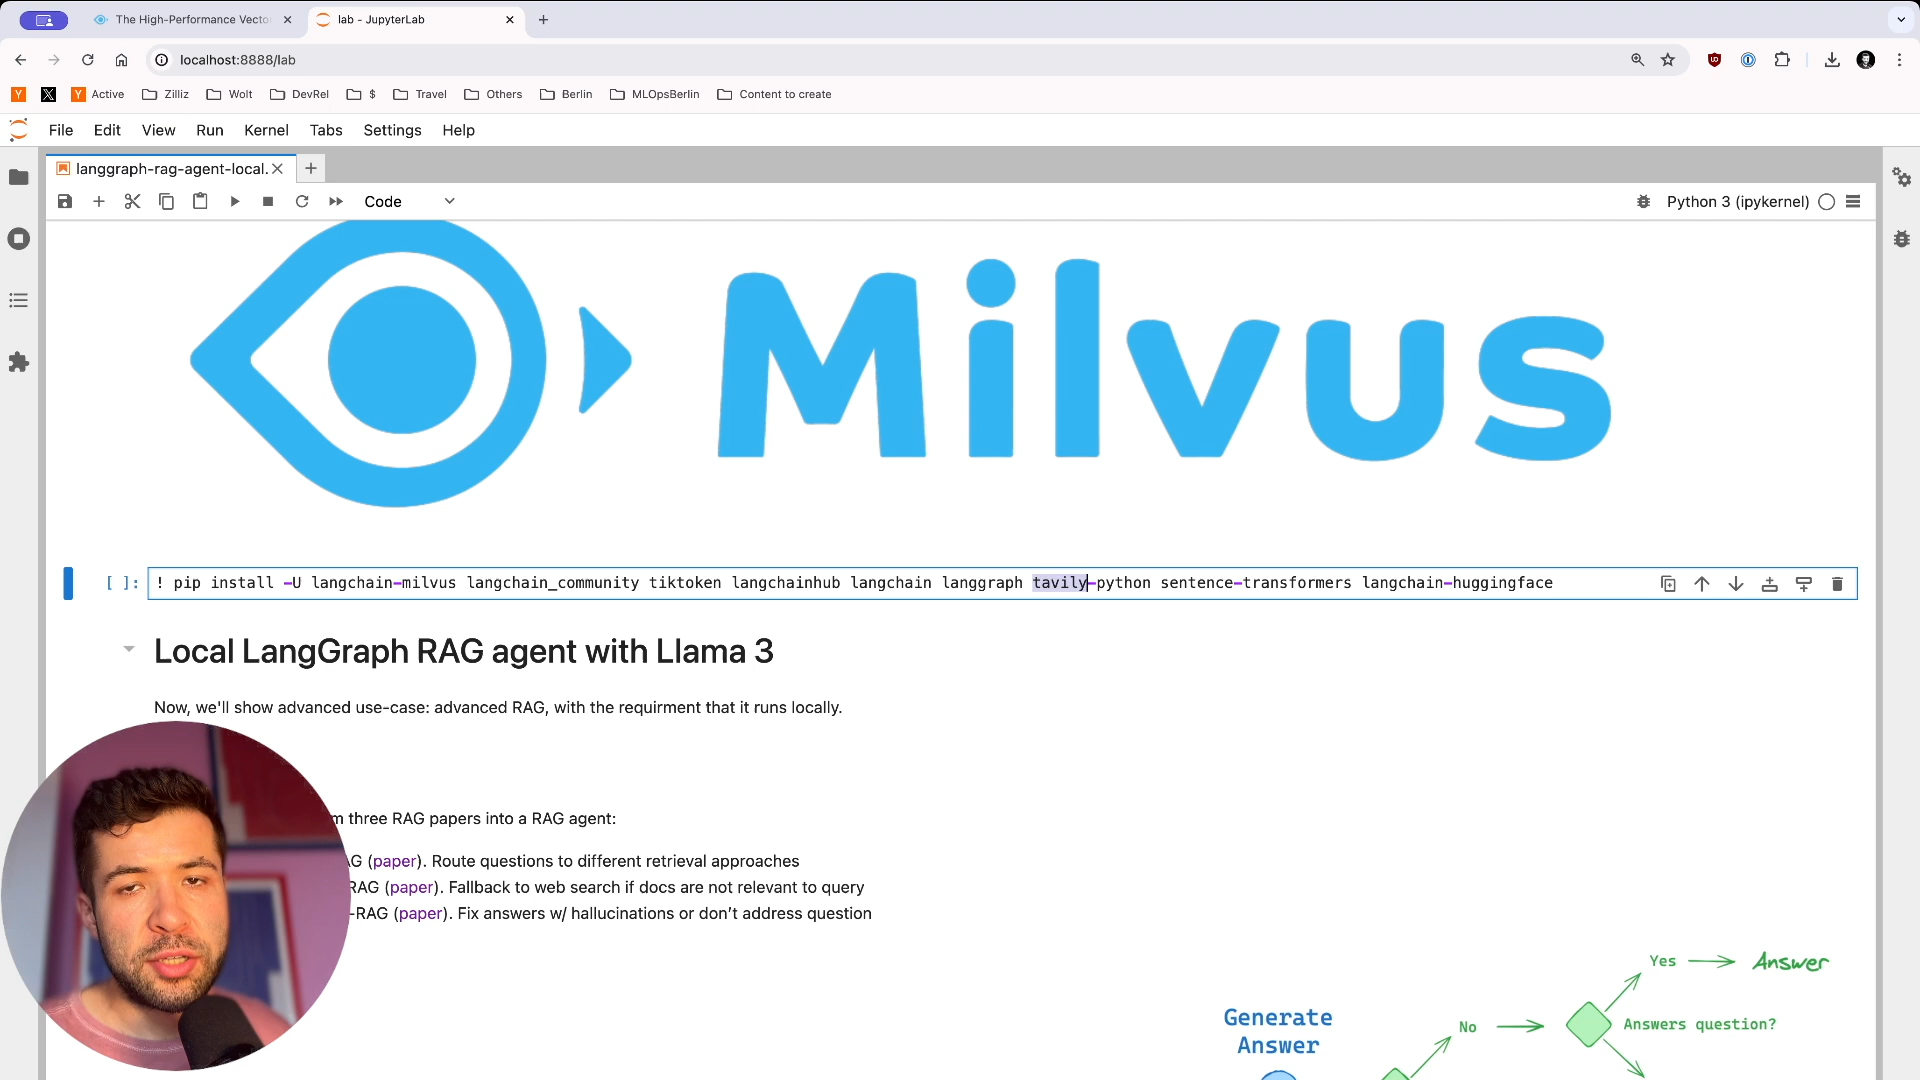 The High-Performance Vecto
lab - JupyterLab
localhost:8888/lab
Active
Zilliz
Wolt
DevRel
$
Travel
Others
Berlin
MLOpsBerlin
Content to create
File
Edit
View
Run
Kernel
Tabs
Settings
Help
langgraph-rag-agent-local.
Code
Python 3 (ipykernel)
Milvus
[ ]: ! pip install -U langchain-milvus langchain_community tiktoken langchainhub langchain langgraph tavily-python sentence-transformers langchain-huggingface
Local LangGraph RAG agent with Llama 3
Now, we'll show advanced use-case: advanced RAG, with the requirment that it runs locally.
three RAG papers into a RAG agent:
(paper). Route questions to different retrieval approaches
RAG (paper). Fallback to web search if docs are not relevant to query
-RAG (paper). Fix answers w/ hallucinations or don't address question
Yes
Answer
Generate
Answer
No
Answers question?